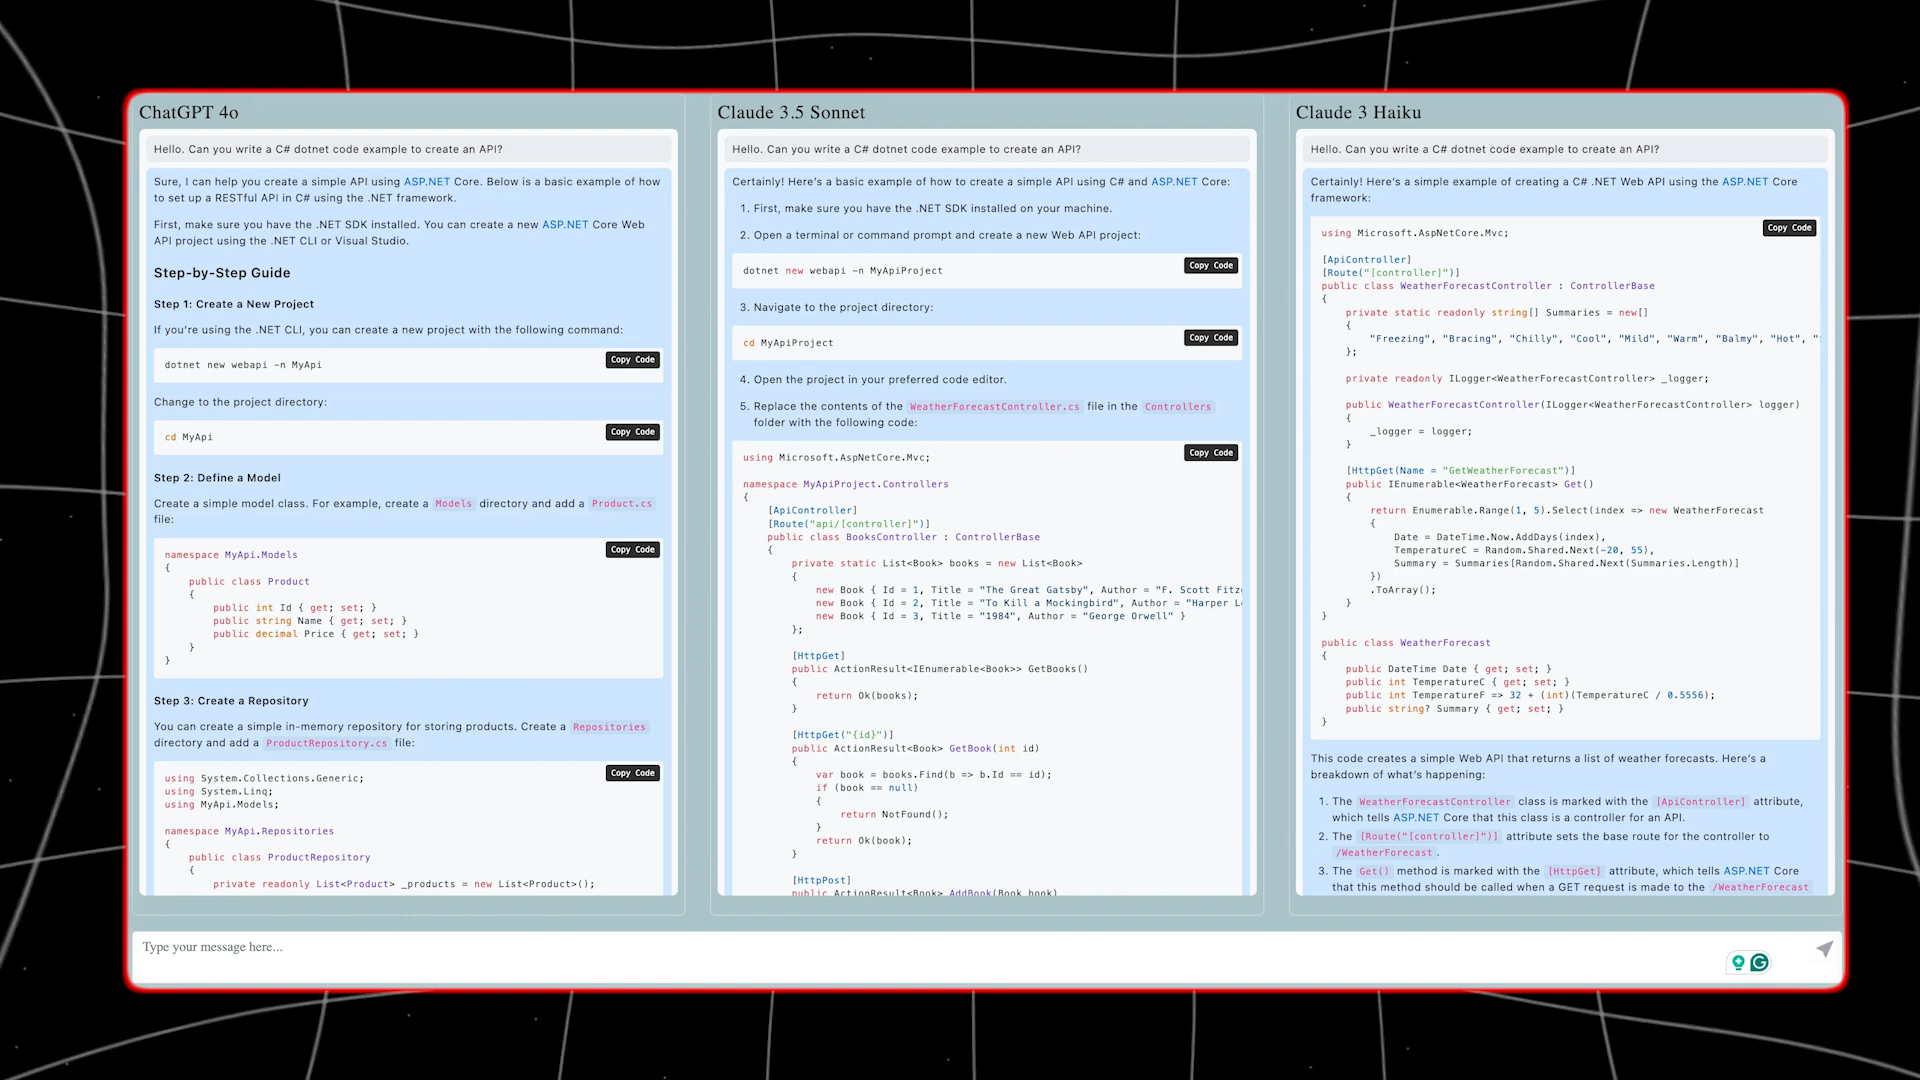 ChatGPT 4o
Hello. Can you write a C# dotnet code example to create an API?
Sure, I can help you create a simple API using ASP.NET Core. Below is a basic example of how
to set up a RESTful API in C# using the .NET framework.
First, make sure you have the .NET SDK installed. You can create a new ASP.NET Core Web
API project using the .NET CLI or Visual Studio.
Step-by-Step Guide
Step 1: Create a New Project
If you're using the .NET CLI, you can create a new project with the following command:
Copy Code
dotnet new webapi -n MyApi
Change to the project directory:
Copy Code
cd MyApi
Step 2: Define a Model
Create a simple model class. For example, create a Models directory and add a Product.cs
file:
Copy Code
namespace MyApi.Models
{
    public class Product
    {
        public int Id { get; set; }
        public string Name { get; set; }
        public decimal Price { get; set; }
    }
}
Step 3: Create a Repository
You can create a simple in-memory repository for storing products. Create a Repositories
directory and add a ProductRepository.cs file:
Copy Code
using System.Collections.Generic;
using System.Linq;
using MyApi.Models;
namespace MyApi.Repositories
{
    public class ProductRepository
    {
        private readonly List<Product> _products = new List<Product>();
Claude 3.5 Sonnet
Hello. Can you write a C# dotnet code example to create an API?
Certainly! Here's a basic example of how to create a simple API using C# and ASP.NET Core:
1. First, make sure you have the .NET SDK installed on your machine.
2. Open a terminal or command prompt and create a new Web API project:
Copy Code
dotnet new webapi -n MyApiProject
3. Navigate to the project directory:
Copy Code
cd MyApiProject
4. Open the project in your preferred code editor.
5. Replace the contents of the WeatherForecastController.cs file in the Controllers
folder with the following code:
Copy Code
using Microsoft.AspNetCore.Mvc;
namespace MyApiProject.Controllers
{
    [ApiController]
    [Route("api/[controller]")]
    public class BooksController : ControllerBase
    {
        private static List<Book> books = new List<Book>
        {
            new Book { Id = 1, Title = "The Great Gatsby", Author = "F. Scott Fitz
            new Book { Id = 2, Title = "To Kill a Mockingbird", Author = "Harper L
            new Book { Id = 3, Title = "1984", Author = "George Orwell" }
        };
        [HttpGet]
        public ActionResult<IEnumerable<Book>> GetBooks()
        {
            return Ok(books);
        }
        [HttpGet("{id}")]
        public ActionResult<Book> GetBook(int id)
        {
            var book = books.Find(b => b.Id == id);
            if (book == null)
            {
                return NotFound();
            }
            return Ok(book);
        }
        [HttpPost]
        public ActionResult<Book> AddBook(Book book)
Claude 3 Haiku
Hello. Can you write a C# dotnet code example to create an API?
Certainly! Here's a simple example of creating a C# .NET Web API using the ASP.NET Core
framework:
Copy Code
using Microsoft.AspNetCore.Mvc;
[ApiController]
[Route("[controller]")]
public class WeatherForecastController : ControllerBase
{
    private static readonly string[] Summaries = new[]
    {
        "Freezing", "Bracing", "Chilly", "Cool", "Mild", "Warm", "Balmy", "Hot", "
    };
    private readonly ILogger<WeatherForecastController> _logger;
    public WeatherForecastController(ILogger<WeatherForecastController> logger)
    {
        _logger = logger;
    }
    [HttpGet(Name = "GetWeatherForecast")]
    public IEnumerable<WeatherForecast> Get()
    {
        return Enumerable.Range(1, 5).Select(index => new WeatherForecast
        {
            Date = DateTime.Now.AddDays(index),
            TemperatureC = Random.Shared.Next(-20, 55),
            Summary = Summaries[Random.Shared.Next(Summaries.Length)]
        })
        .ToArray();
    }
}
public class WeatherForecast
{
    public DateTime Date { get; set; }
    public int TemperatureC { get; set; }
    public int TemperatureF => 32 + (int)(TemperatureC / 0.5556);
    public string? Summary { get; set; }
}
This code creates a simple Web API that returns a list of weather forecasts. Here's a
breakdown of what's happening:
1. The WeatherForecastController class is marked with the [ApiController] attribute,
which tells ASP.NET Core that this class is a controller for an API.
2. The [Route("[controller]")] attribute sets the base route for the controller to
/WeatherForecast.
3. The Get() method is marked with the [HttpGet] attribute, which tells ASP.NET Core
that this method should be called when a GET request is made to the /WeatherForecast
Type your message here...